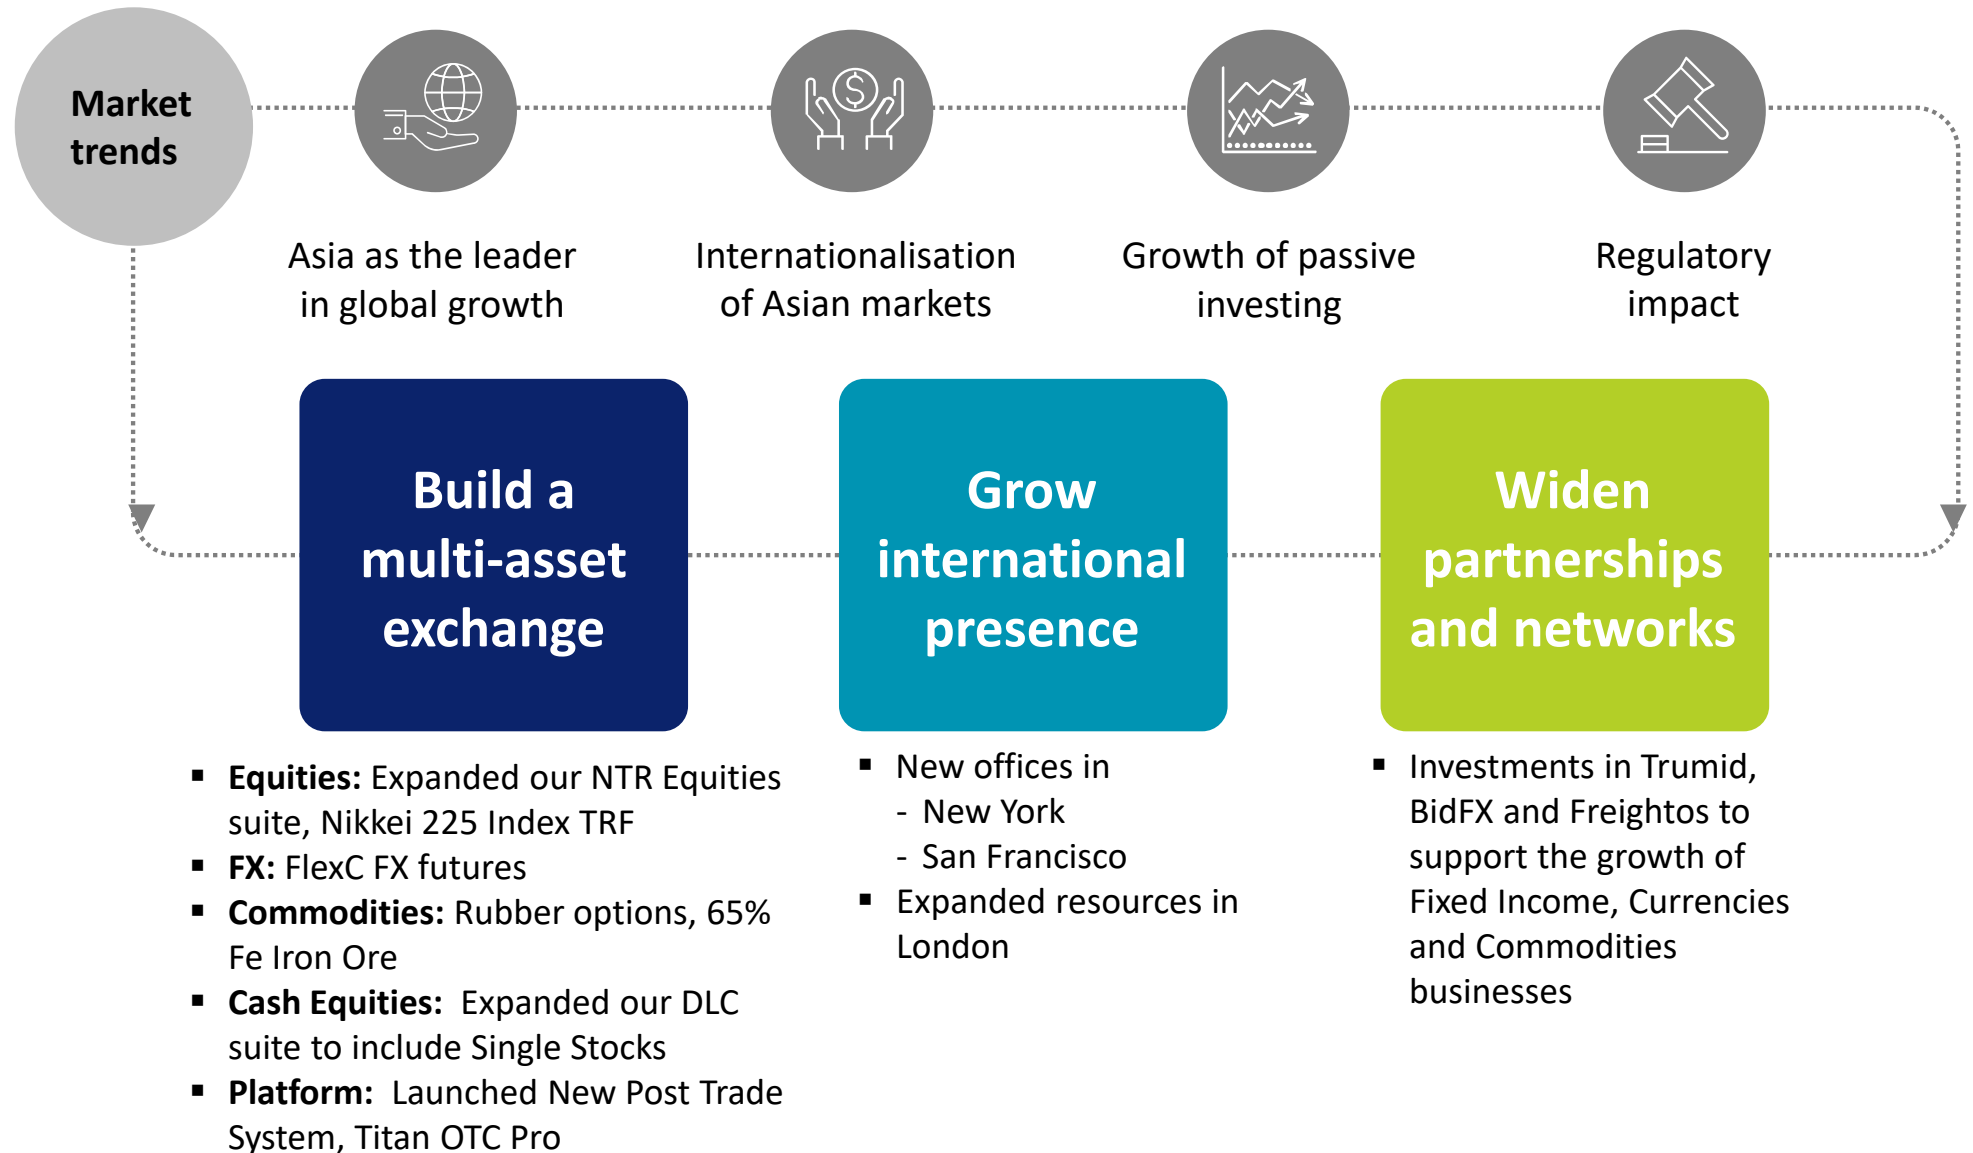 Market
trends
Asia as the leader
in global growth
Internationalisation
of Asian markets
Growth of passive
investing
Regulatory
impact
Build a
multi-asset
exchange
Grow
international
presence
Widen
partnerships
and networks
▪ Equities: Expanded our NTR Equities
suite, Nikkei 225 Index TRF
▪ FX: FlexC FX futures
▪ Commodities: Rubber options, 65%
Fe Iron Ore
▪ Cash Equities: Expanded our DLC
suite to include Single Stocks
▪ Platform: Launched New Post Trade
System, Titan OTC Pro
▪ New offices in
- New York
- San Francisco
▪ Expanded resources in
London
▪ Investments in Trumid,
BidFX and Freightos to
support the growth of
Fixed Income, Currencies
and Commodities
businesses